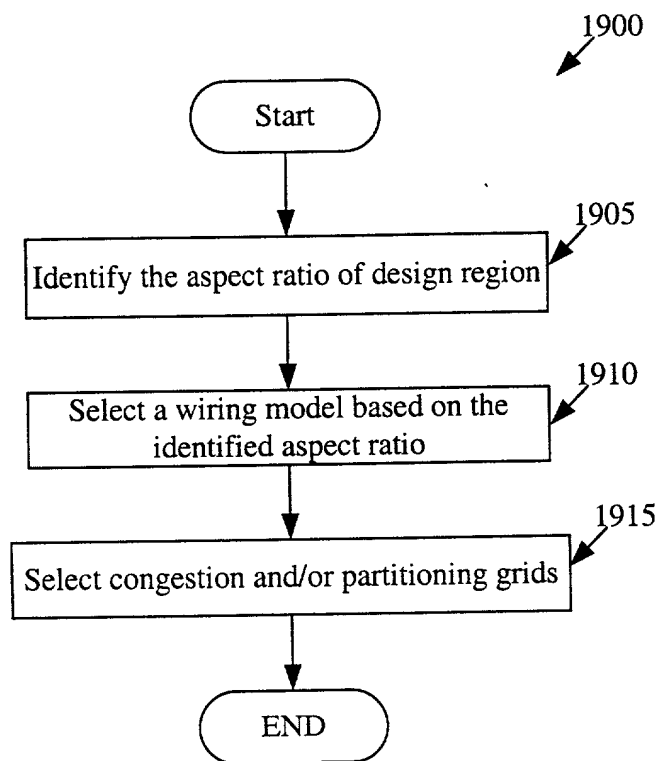 1900
Start
1905
Identify the aspect ratio of design region
1910
Select a wiring model based on the
identified aspect ratio
1915
Select congestion and/or partitioning grids
END